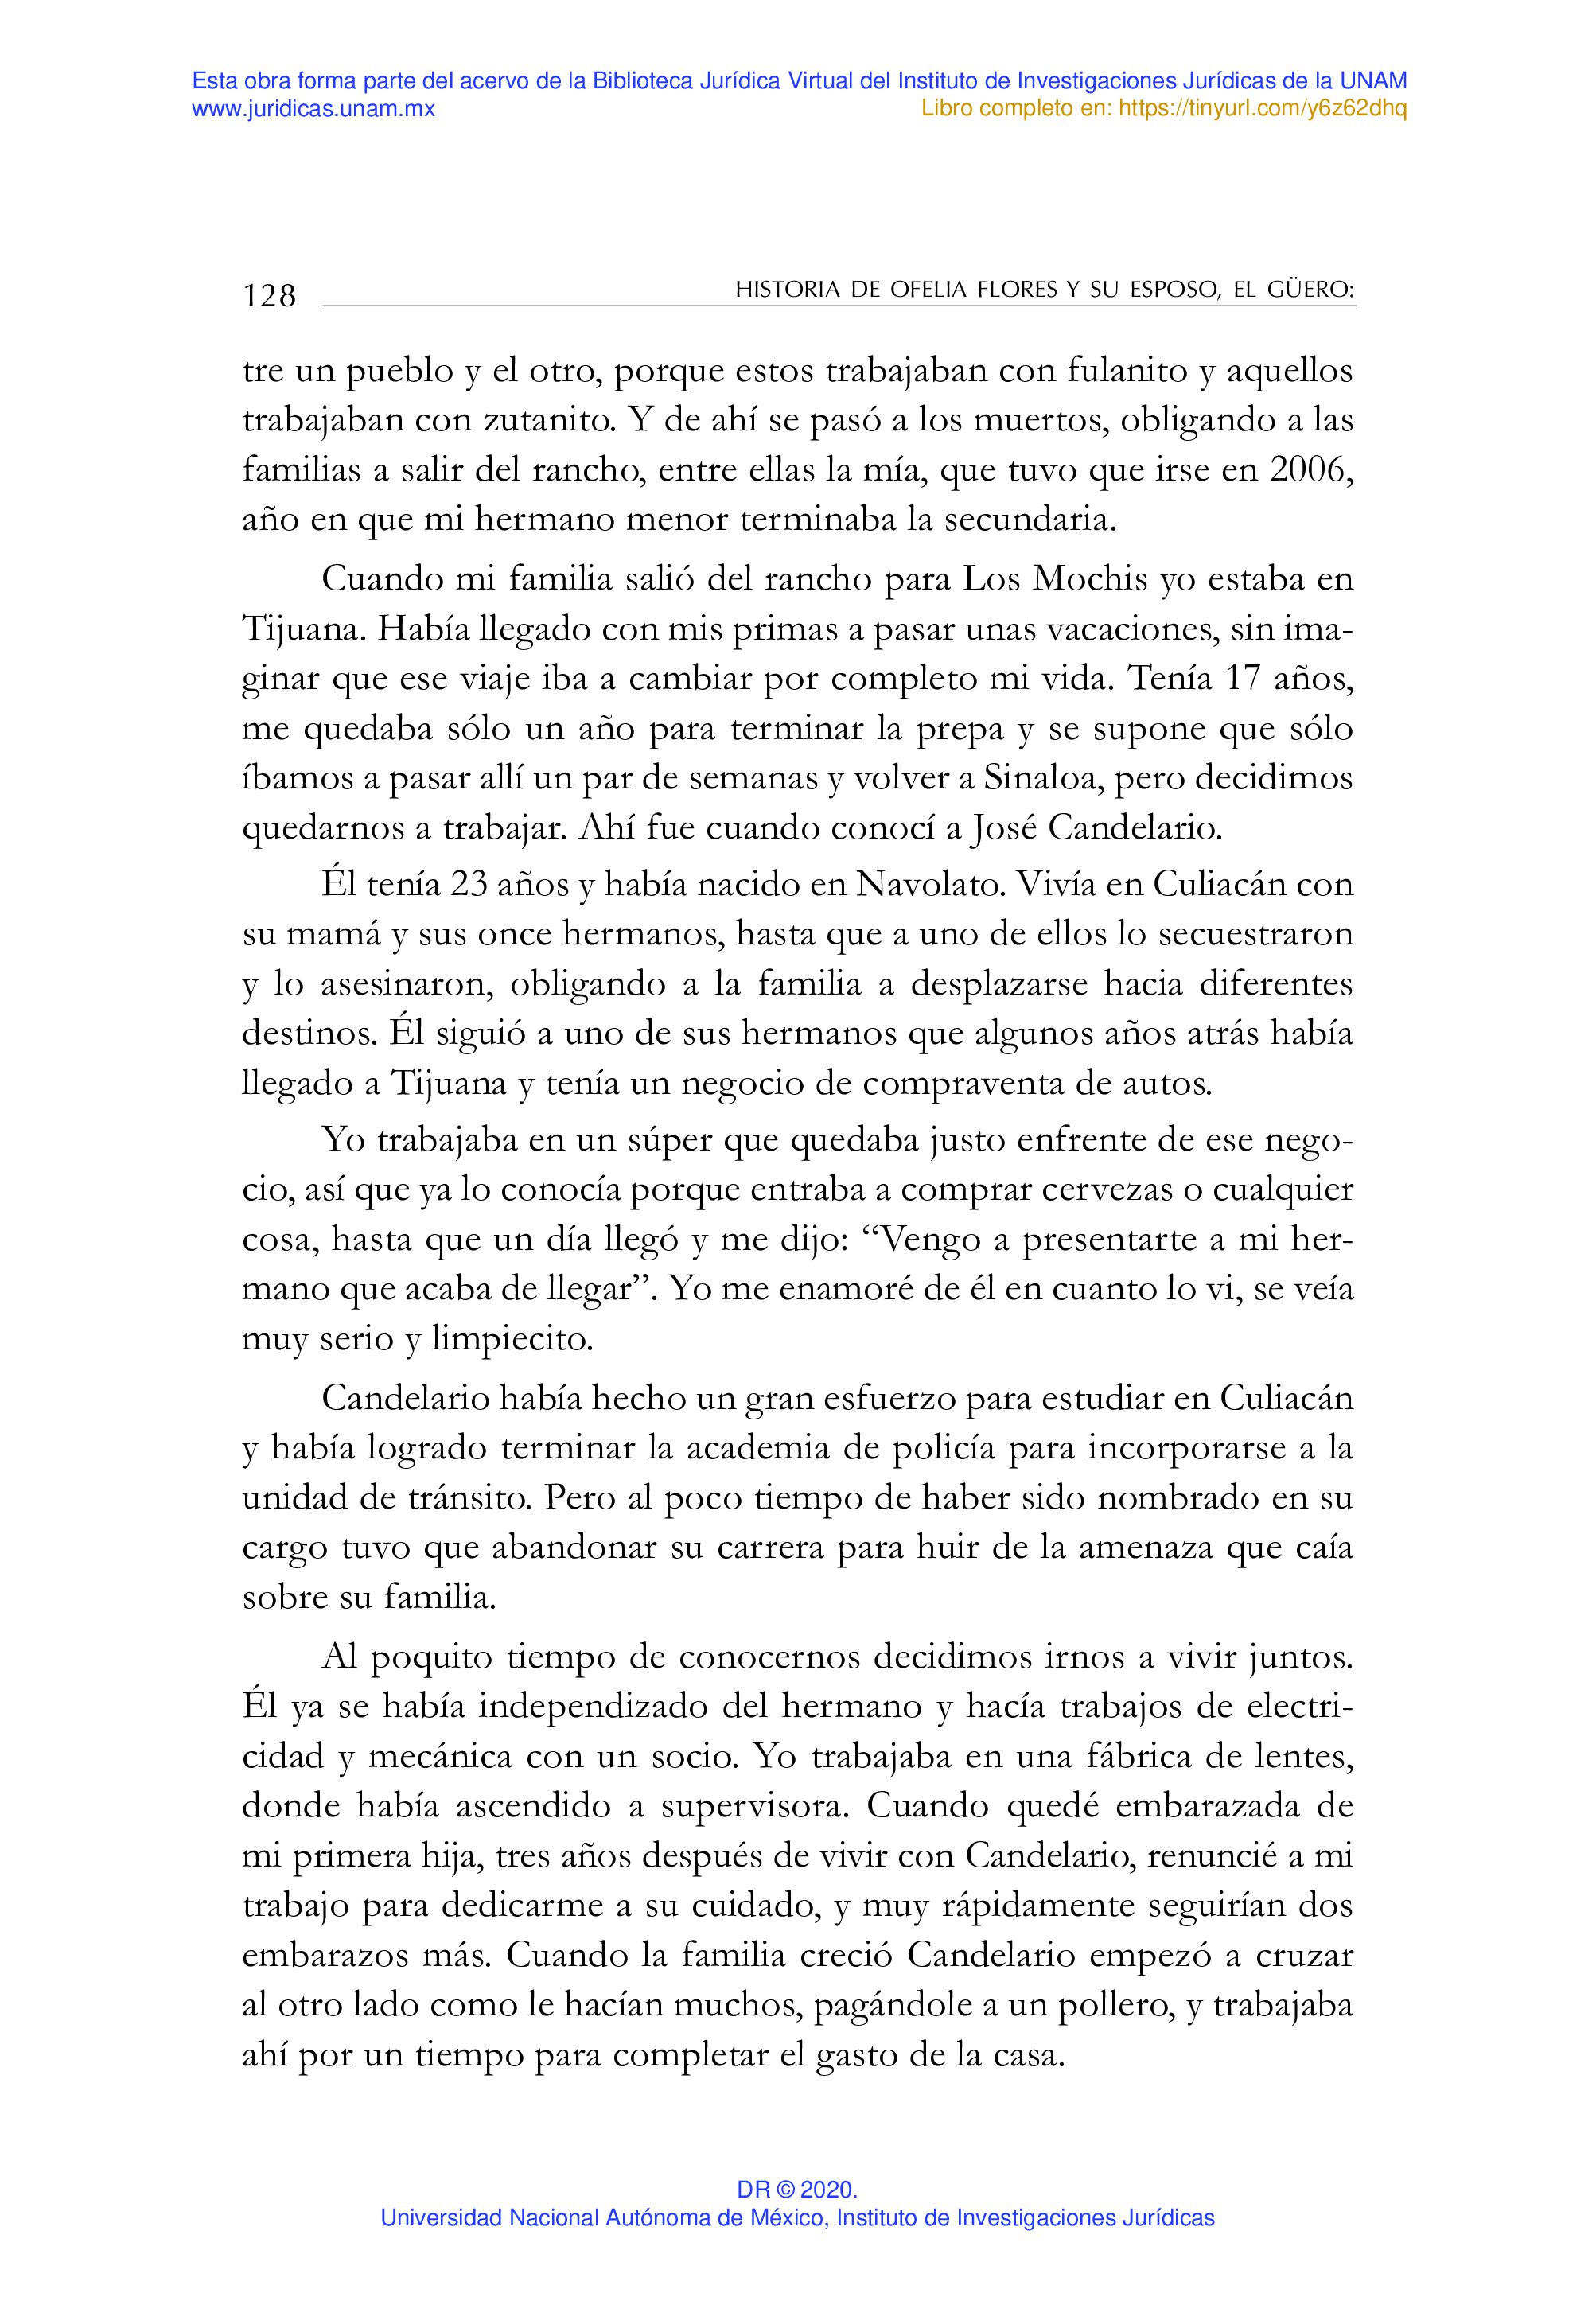 Esta obra forma parte del acervo de la Biblioteca Jurídica Virtual del Instituto de Investigaciones Jurídicas de la UNAM
www.juridicas.unam.mx Libro completo en: https://tinyurl.com/y6z62dhq
128 HISTORIA DE OFELIA FLORES Y SU ESPOSO, EL GÜERO:
tre un pueblo y el otro, porque estos trabajaban con fulanito y aquellos
trabajaban con zutanito. Y de ahí se pasó a los muertos, obligando a las
familias a salir del rancho, entre ellas la mía, que tuvo que irse en 2006,
año en que mi hermano menor terminaba la secundaria.
Cuando mi familia salió del rancho para Los Mochis yo estaba en
Tijuana. Había llegado con mis primas a pasar unas vacaciones, sin ima-
ginar que ese viaje iba a cambiar por completo mi vida. Tenía 17 años,
me quedaba sólo un año para terminar la prepa y se supone que sólo
íbamos a pasar allí un par de semanas y volver a Sinaloa, pero decidimos
quedarnos a trabajar. Ahí fue cuando conocí a José Candelario.
Él tenía 23 años y había nacido en Navolato. Vivía en Culiacán con
su mamá y sus once hermanos, hasta que a uno de ellos lo secuestraron
y lo asesinaron, obligando a la familia a desplazarse hacia diferentes
destinos. Él siguió a uno de sus hermanos que algunos años atrás había
llegado a Tijuana y tenía un negocio de compraventa de autos.
Yo trabajaba en un súper que quedaba justo enfrente de ese nego-
cio, así que ya lo conocía porque entraba a comprar cervezas o cualquier
cosa, hasta que un día llegó y me dijo: “Vengo a presentarte a mi her-
mano que acaba de llegar”. Yo me enamoré de él en cuanto lo vi, se veía
muy serio y limpiecito.
Candelario había hecho un gran esfuerzo para estudiar en Culiacán
y había logrado terminar la academia de policía para incorporarse a la
unidad de tránsito. Pero al poco tiempo de haber sido nombrado en su
cargo tuvo que abandonar su carrera para huir de la amenaza que caía
sobre su familia.
Al poquito tiempo de conocernos decidimos irnos a vivir juntos.
Él ya se había independizado del hermano y hacía trabajos de electri-
cidad y mecánica con un socio. Yo trabajaba en una fábrica de lentes,
donde había ascendido a supervisora. Cuando quedé embarazada de
mi primera hija, tres años después de vivir con Candelario, renuncié a mi
trabajo para dedicarme a su cuidado, y muy rápidamente seguirían dos
embarazos más. Cuando la familia creció Candelario empezó a cruzar
al otro lado como le hacían muchos, pagándole a un pollero, y trabajaba
ahí por un tiempo para completar el gasto de la casa.
DR © 2020.
Universidad Nacional Autónoma de México, Instituto de Investigaciones Jurídicas